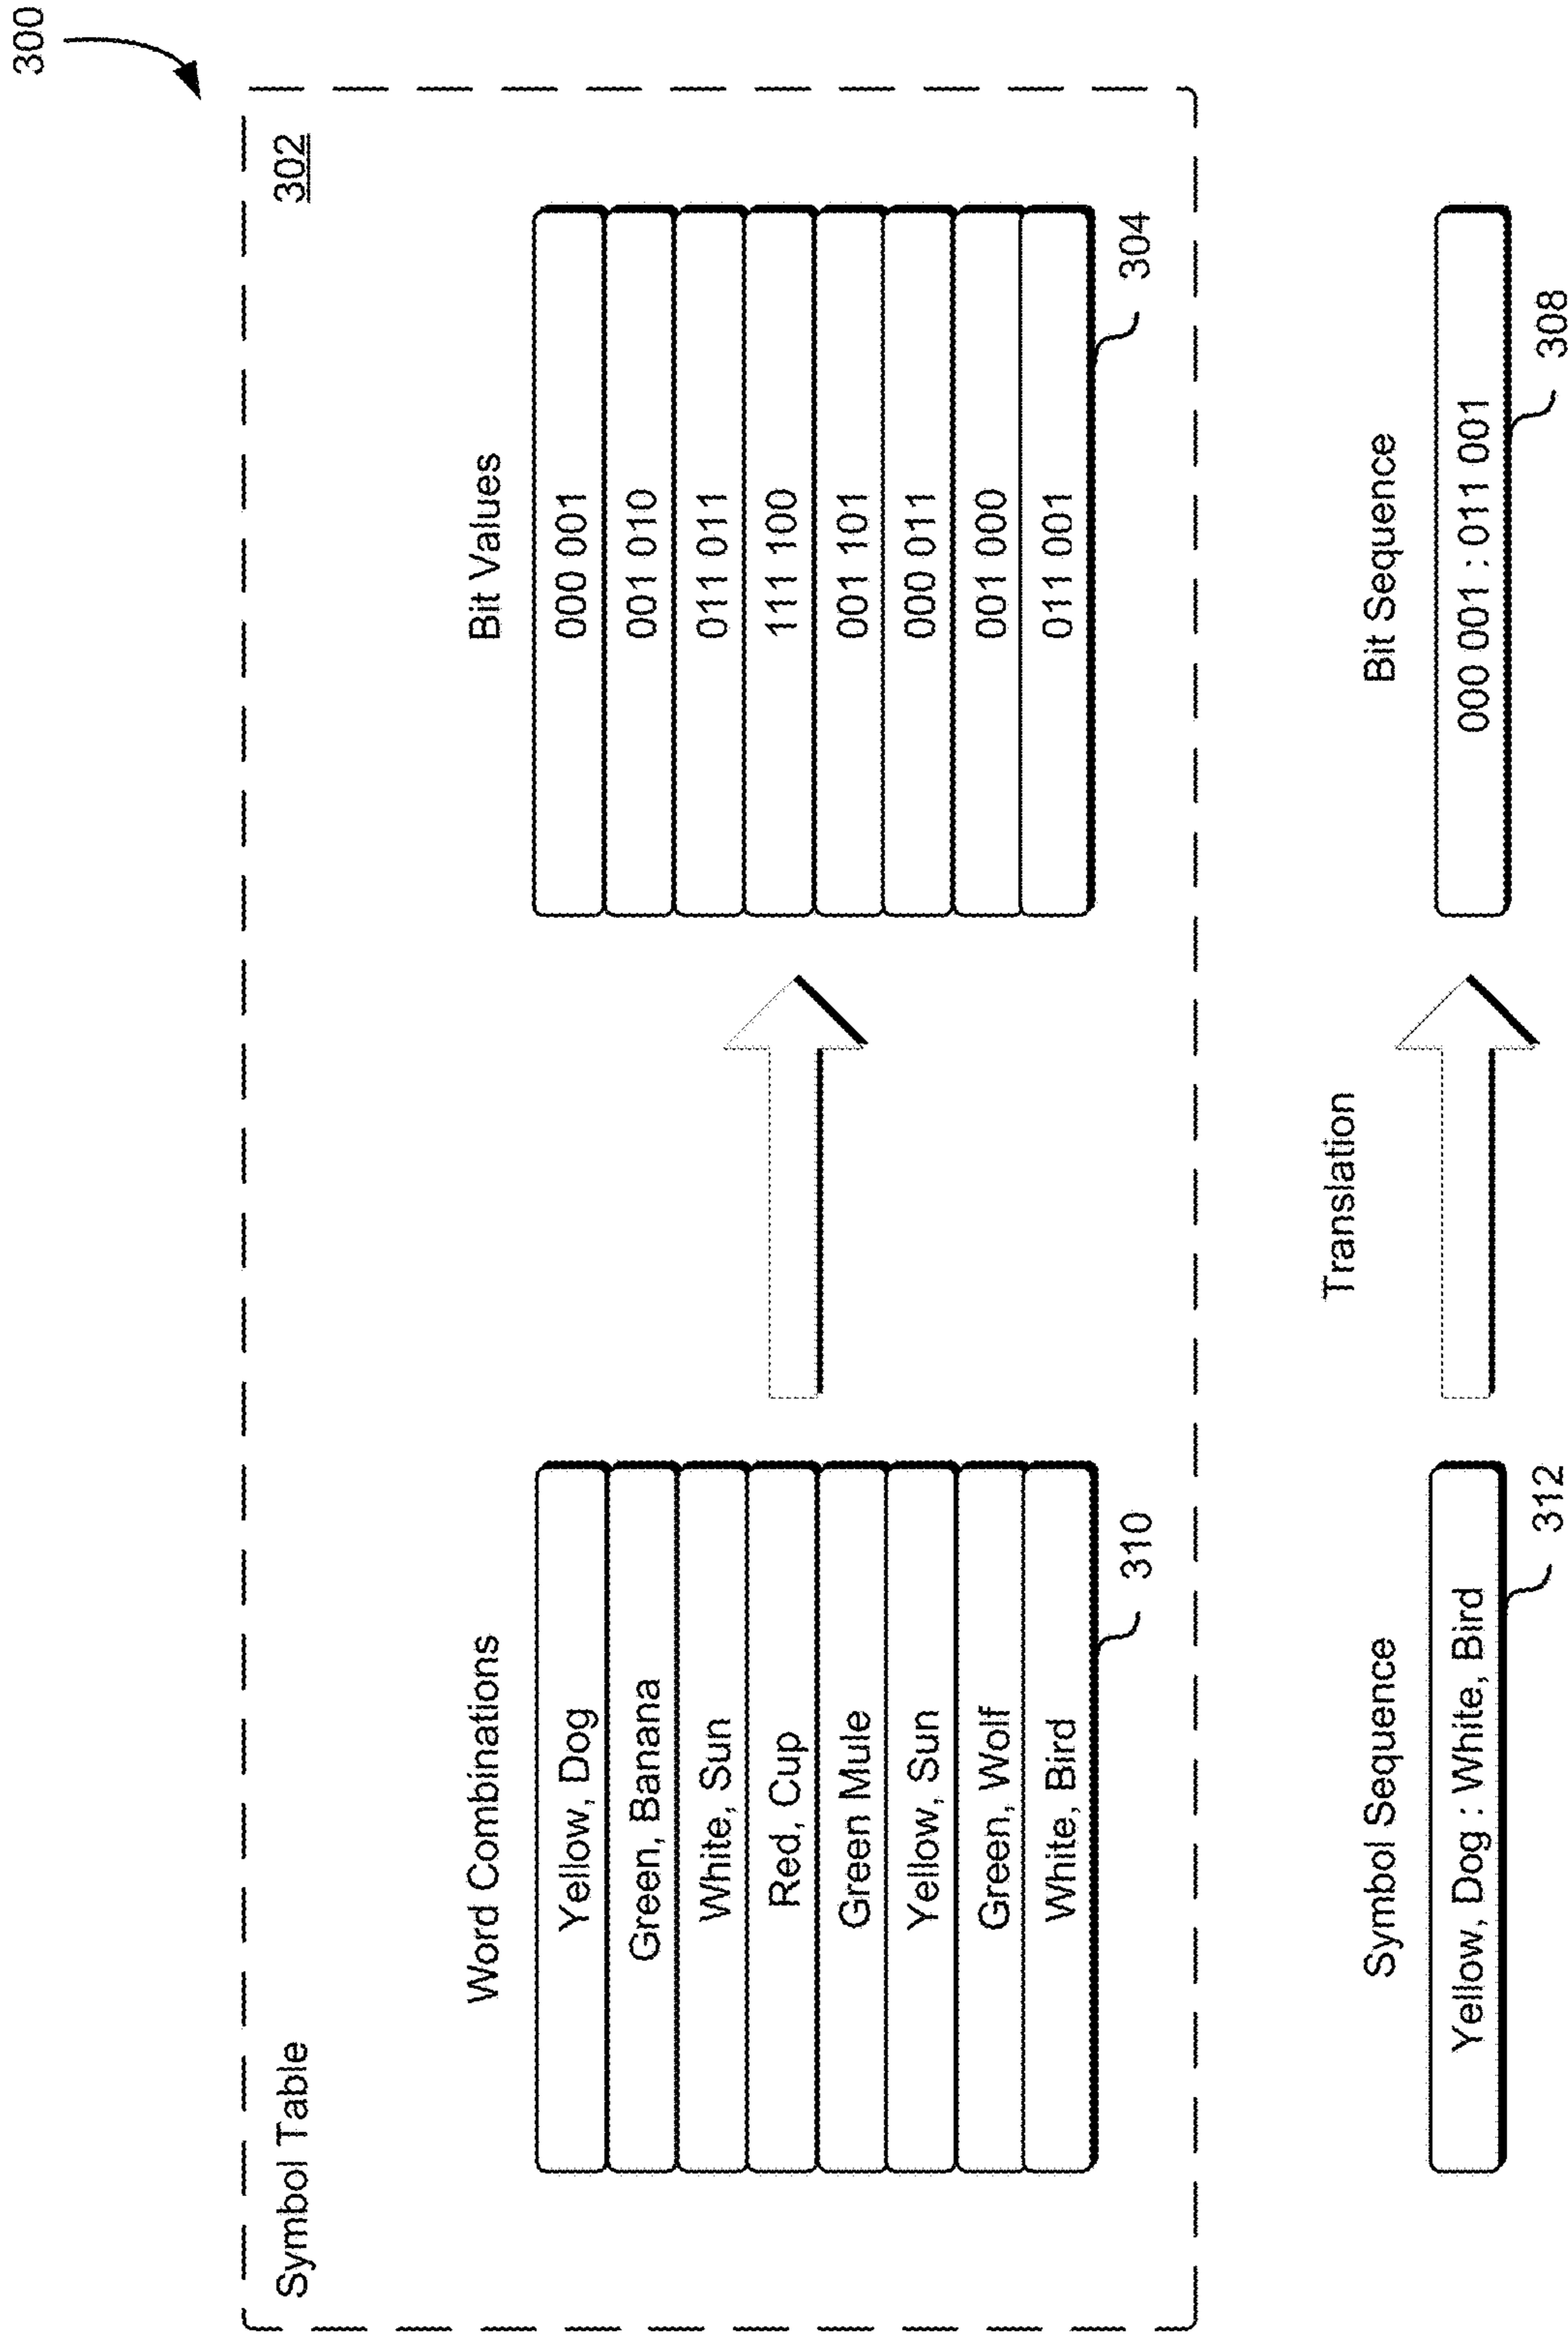 300
Symbol Table
302
Word Combinations
Bit Values
Yellow, Dog
000 001
Green, Banana
001 010
White, Sun
011 011
Red, Cup
111 100
Green Mule
001 101
Yellow, Sun
000 011
Green, Wolf
001 000
White, Bird
011 001
310
304
Translation
Symbol Sequence
Bit Sequence
Yellow, Dog : White, Bird
000 001 : 011 001
312
308